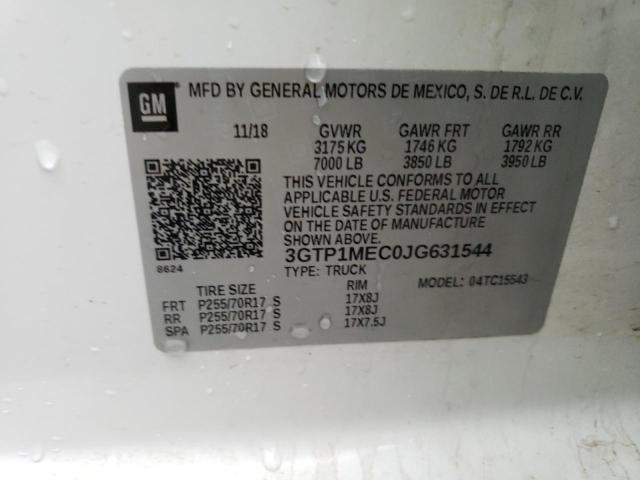 GM
MFD BY GENERAL MOTORS DE MEXICO, S. DE R.L. DE C.V.
11/18 GVWR GAWR FRT GAWR RR
3175 KG 1746 KG 1792 KG
7000 LB 3850 LB 3950 LB
THIS VEHICLE CONFORMS TO ALL
APPLICABLE U.S. FEDERAL MOTOR
VEHICLE SAFETY STANDARDS IN EFFECT
ON THE DATE OF MANUFACTURE
SHOWN ABOVE.
3GTP1MEC0JG631544
8624
TYPE: TRUCK MODEL: 04TC15543
TIRE SIZE RIM
FRT P255/70R17 S 17X8J
RR P255/70R17 S 17X8J
SPA P255/70R17 S 17X7.5J